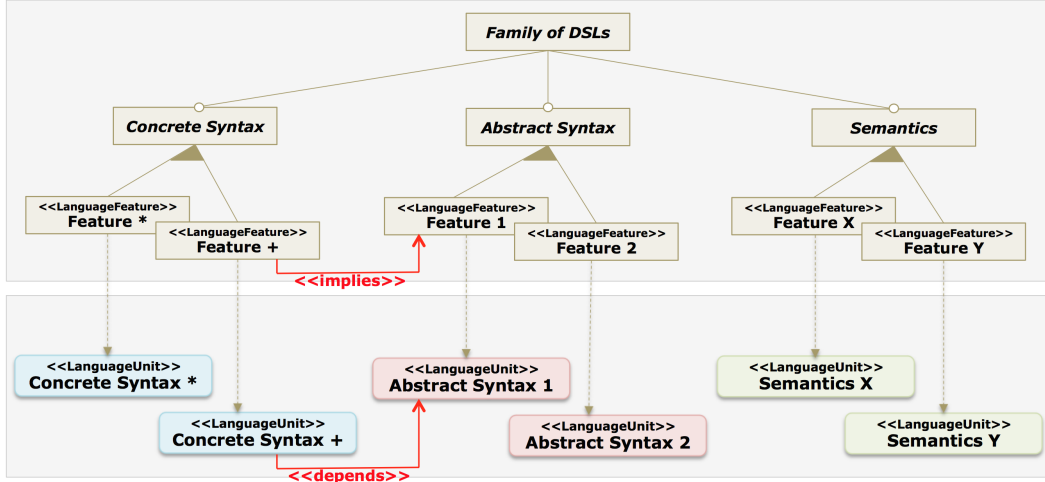 Family of DSLs
Concrete Syntax
Abstract Syntax
Semantics
<<LanguageFeature>>
Feature *
<<LanguageFeature>>
Feature +
<<LanguageFeature>>
Feature 1
<<LanguageFeature>>
Feature 2
<<LanguageFeature>>
Feature X
<<LanguageFeature>>
Feature Y
<<implies>>
<<LanguageUnit>>
Concrete Syntax *
<<LanguageUnit>>
Concrete Syntax +
<<LanguageUnit>>
Abstract Syntax 1
<<LanguageUnit>>
Abstract Syntax 2
<<LanguageUnit>>
Semantics X
<<LanguageUnit>>
Semantics Y
<<depends>>